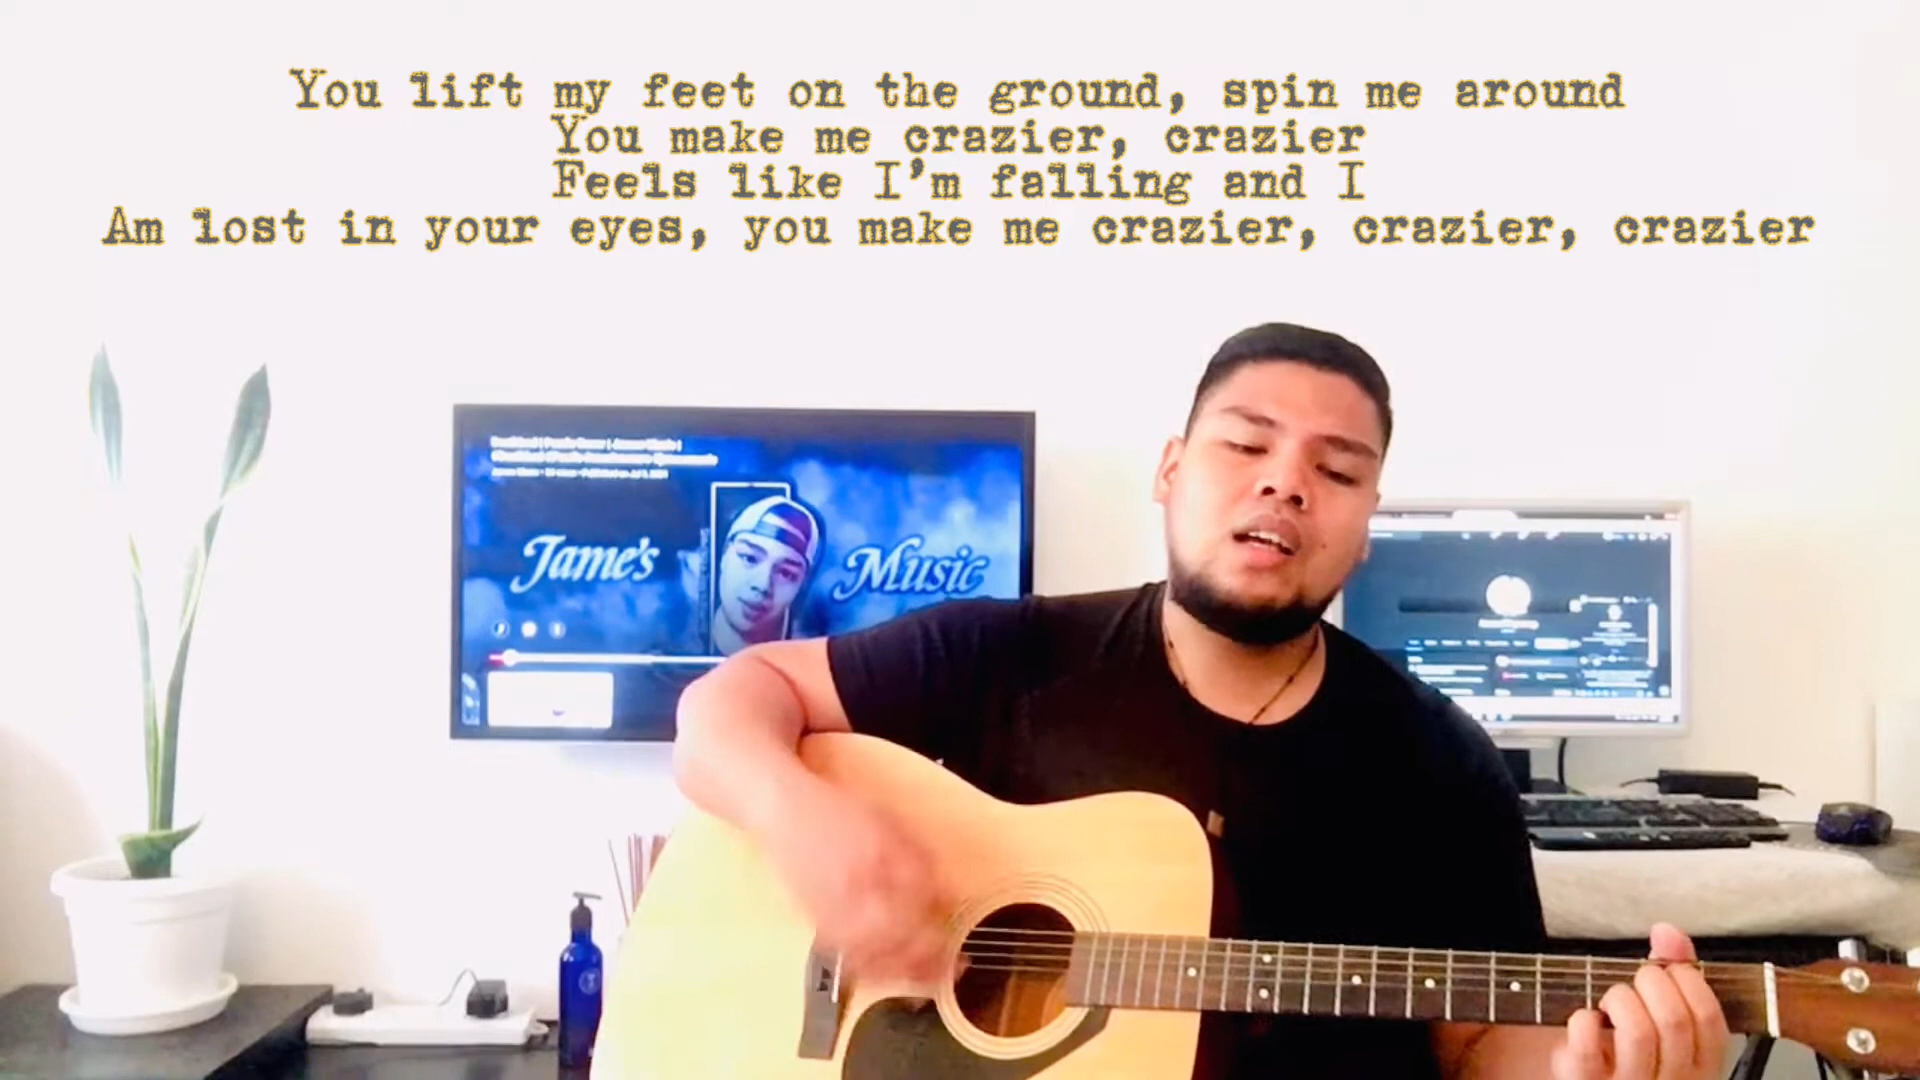 You lift my feet on the ground, spin me around
You make me crazier, crazier
Feels like I'm falling and I
Am lost in your eyes, you make me crazier, crazier, crazier
Jame's Music